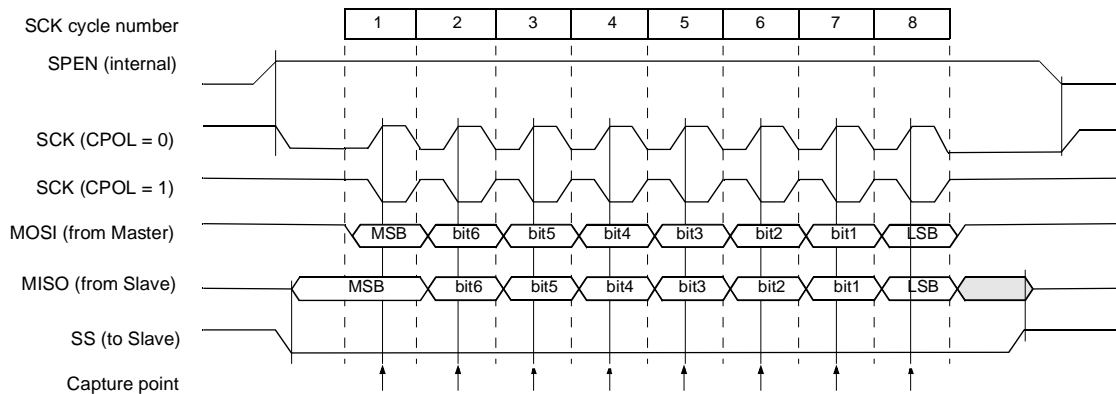 SCK cycle number 1 2 3 4 5 6 7 8
SPEN (internal)
SCK (CPOL = 0)
SCK (CPOL = 1)
MOSI (from Master) MSB bit6 bit5 bit4 bit3 bit2 bit1 LSB
MISO (from Slave) MSB bit6 bit5 bit4 bit3 bit2 bit1 LSB
SS (to Slave)
Capture point